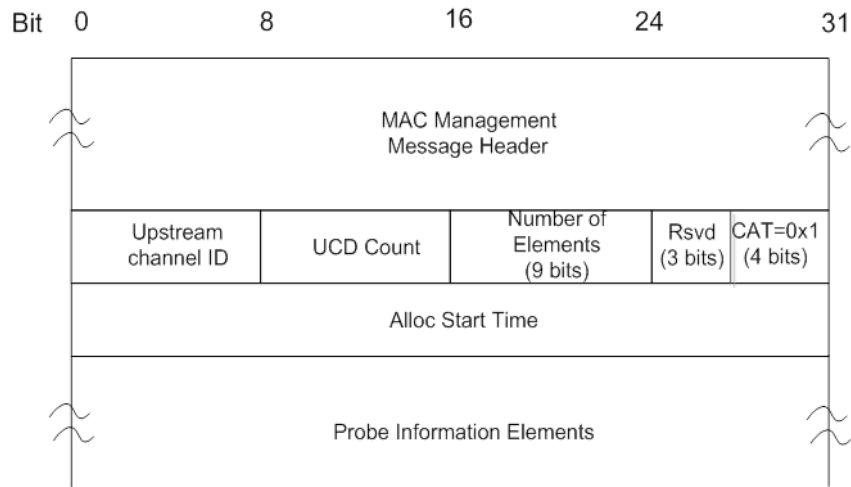 Bit 0 8 16 24 31
MAC Management
Message Header
Upstream
channel ID
UCD Count
Number of
Elements
(9 bits)
Rsvd
(3 bits)
CAT=0x1
(4 bits)
Alloc Start Time
Probe Information Elements